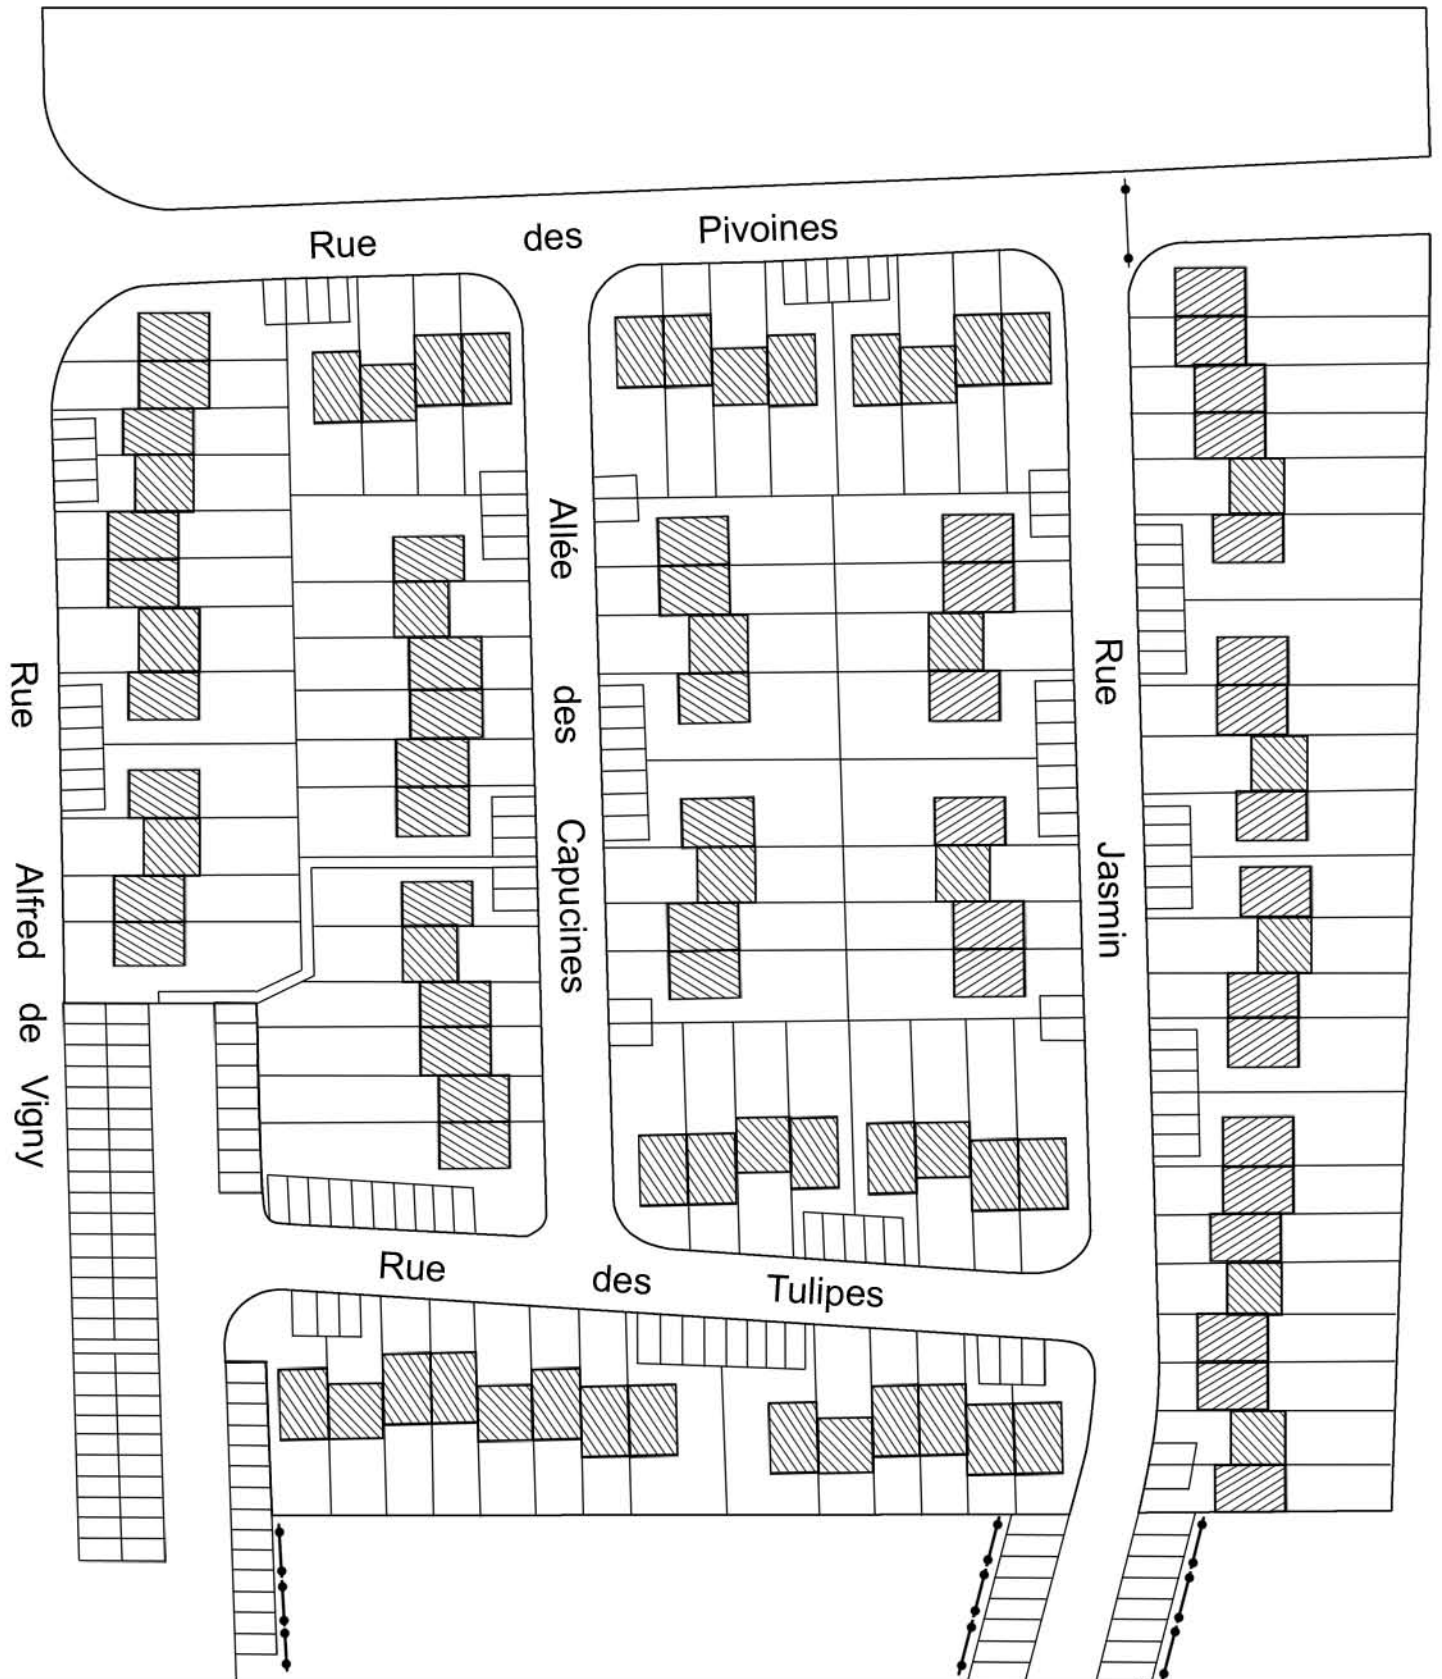 Rue des Pivoines
Rue Alfred de Vigny
Allée des Capucines
Rue Jasmin
Rue des Tulipes